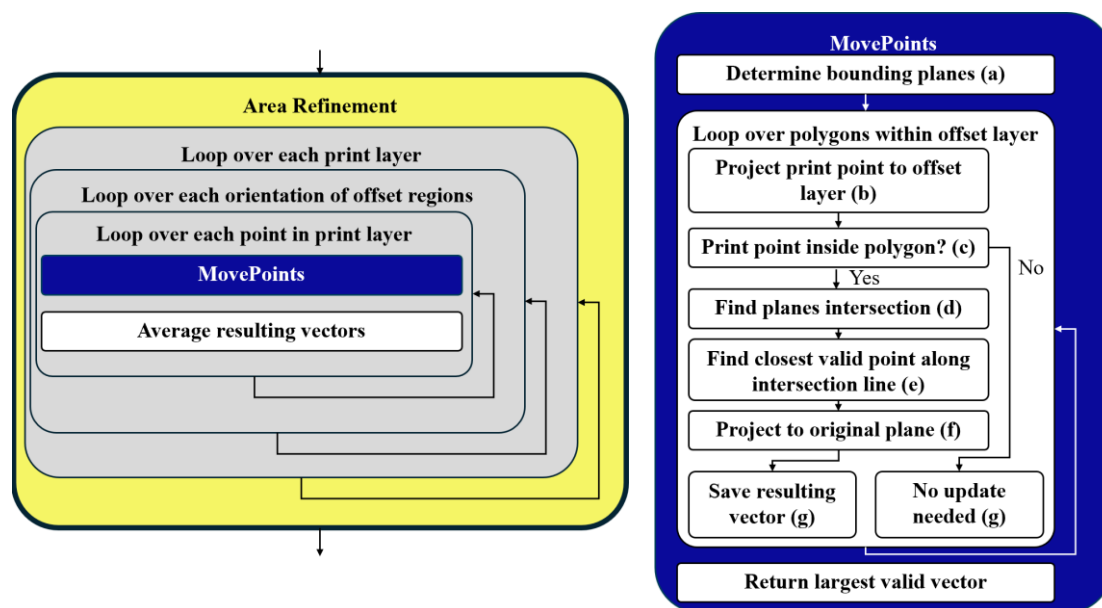 Area Refinement
Loop over each print layer
Loop over each orientation of offset regions
Loop over each point in print layer
MovePoints
Average resulting vectors
MovePoints
Determine bounding planes (a)
Loop over polygons within offset layer
Project print point to offset
layer (b)
Print point inside polygon? (c)
Yes
No
Find planes intersection (d)
Find closest valid point along
intersection line (e)
Project to original plane (f)
Save resulting
vector (g)
No update
needed (g)
Return largest valid vector